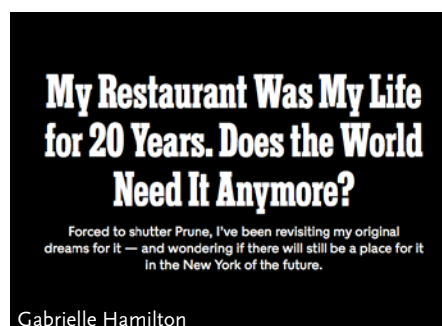 My Restaurant Was My Life
for 20 Years. Does the World
Need It Anymore?
Forced to shutter Prune, I've been revisiting my original
dreams for it — and wondering if there will still be a place for it
in the New York of the future.
Gabrielle Hamilton